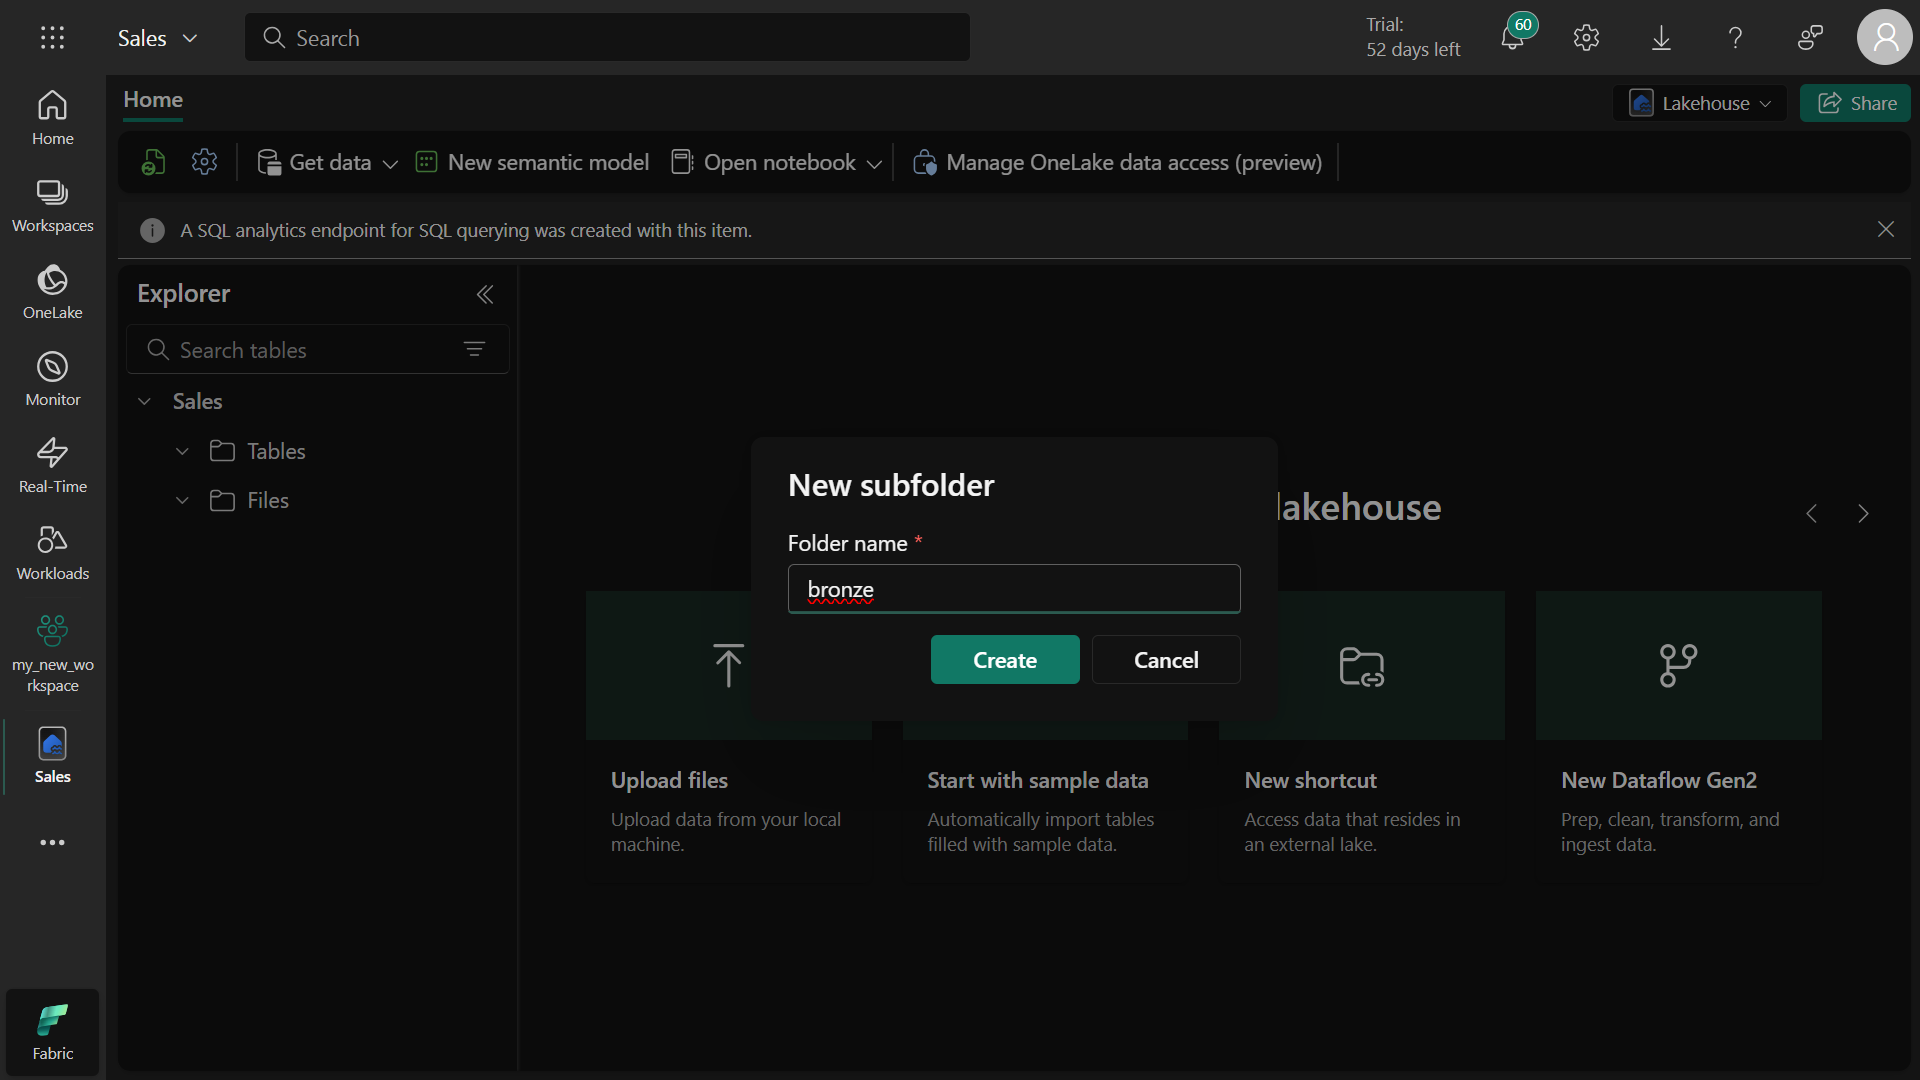 Sales
Search
Trial:
52 days left
60
Home
Lakehouse
Share
Home
Workspaces
OneLake
Monitor
Real-Time
Workloads
my_new_wo
rkspace
Sales
Fabric
Get data
New semantic model
Open notebook
Manage OneLake data access (preview)
A SQL analytics endpoint for SQL querying was created with this item.
Explorer
Search tables
Sales
Tables
Files
lakehouse
New subfolder
Folder name *
bronze
Create
Cancel
Upload files
Upload data from your local
machine.
Start with sample data
Automatically import tables
filled with sample data.
New shortcut
Access data that resides in
an external lake.
New Dataflow Gen2
Prep, clean, transform, and
ingest data.